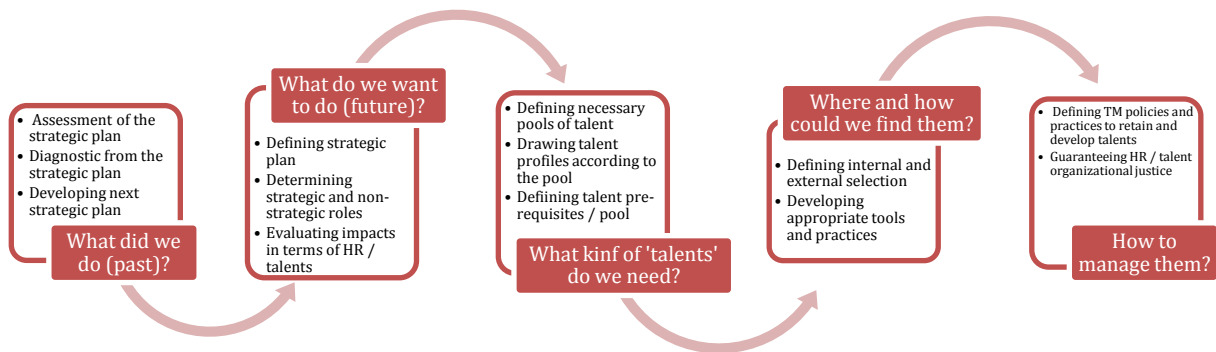 • Assessment of the
strategic plan
• Diagnostic from the
strategic plan
• Developing next
strategic plan
What did we
do (past)?
What do we want
to do (future)?
• Defining strategic
plan
• Determining
strategic and non-
strategic roles
• Evaluating impacts
in terms of HR /
talents
• Defining necessary
pools of talent
• Drawing talent
profiles according to
the pool
• Defiining talent pre-
requisites / pool
What kinf of 'talents'
do we need?
Where and how
could we find them?
• Defining internal and
external selection
• Developing
appropriate tools
and practices
• Defining TM policies and
practices to retain and
develop talents
• Guaranteeing HR / talent
organizational justice
How to
manage them?